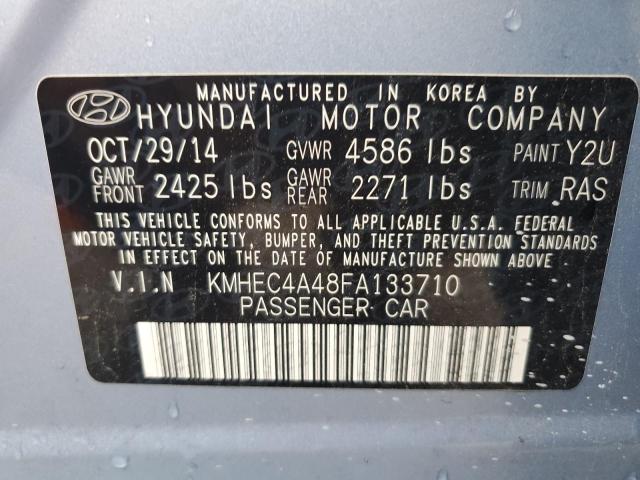 MANUFACTURED IN KOREA BY
HYUNDAI MOTOR COMPANY
OCT/29/14 GVWR 4586 lbs PAINT Y2U
GAWR FRONT 2425 lbs GAWR REAR 2271 lbs TRIM RAS
THIS VEHICLE CONFORMS TO ALL APPLICABLE U.S.A. FEDERAL
MOTOR VEHICLE SAFETY, BUMPER, AND THEFT PREVENTION STANDARDS
IN EFFECT ON THE DATE OF MANUFACTURE SHOWN ABOVE.
V.I.N KMHEC4A48FA133710
PASSENGER CAR